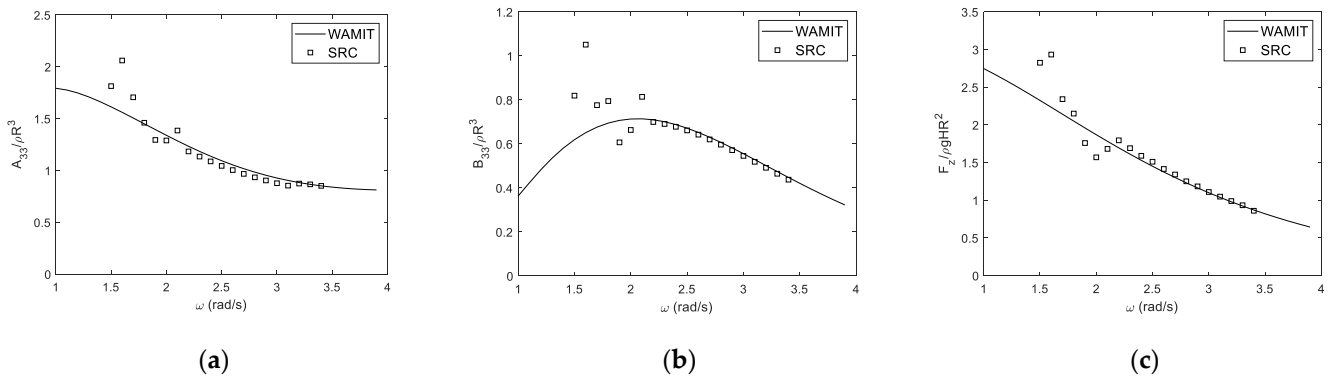 2.5
2
1.5
1
0.5
0
A33/ρR3
1 1.5 2 2.5 3 3.5 4
ω (rad/s)
WAMIT
SRC
(a)
1.2
1
0.8
0.6
0.4
0.2
0
B33/ρR3
1 1.5 2 2.5 3 3.5 4
ω (rad/s)
WAMIT
SRC
(b)
3.5
3
2.5
2
1.5
1
0.5
0
Fz/ρgHR2
1 1.5 2 2.5 3 3.5 4
ω (rad/s)
WAMIT
SRC
(c)